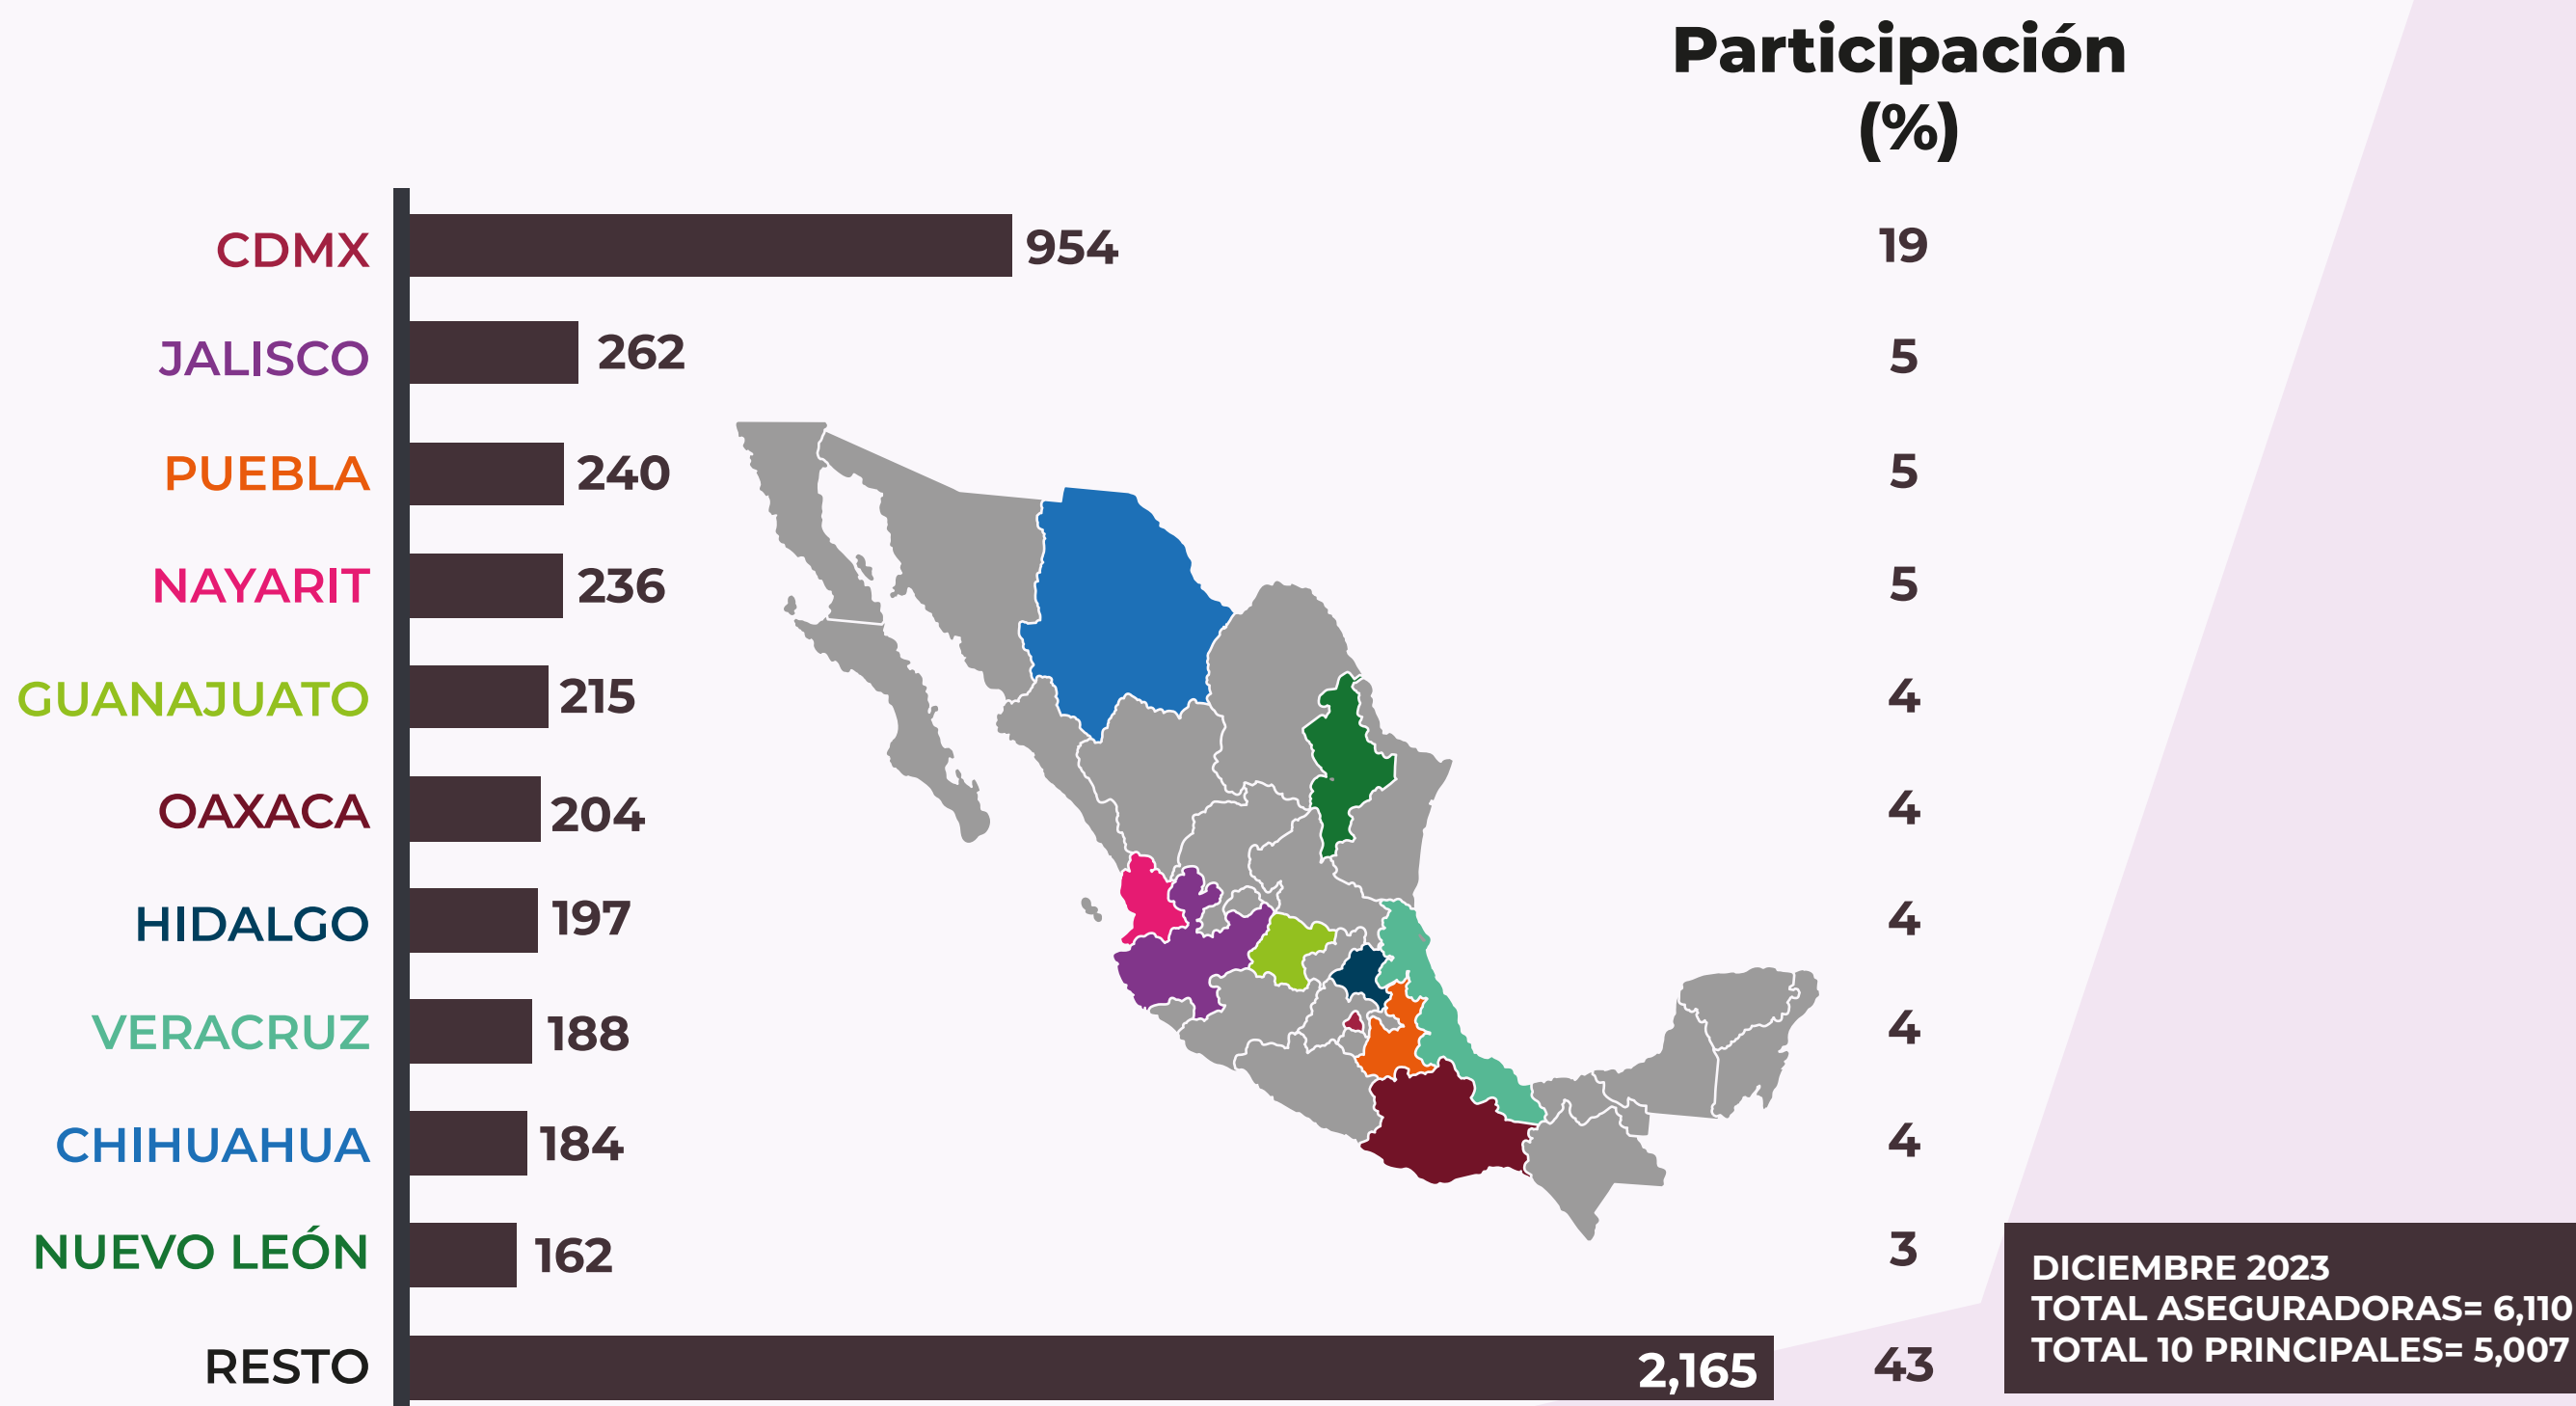 Participación
(%)
CDMX 954 19
JALISCO 262 5
PUEBLA 240 5
NAYARIT 236 5
GUANAJUATO 215 4
OAXACA 204 4
HIDALGO 197 4
VERACRUZ 188 4
CHIHUAHUA 184 4
NUEVO LEÓN 162 3
RESTO 2,165 43
DICIEMBRE 2023
TOTAL ASEGURADORAS= 6,110
TOTAL 10 PRINCIPALES= 5,007